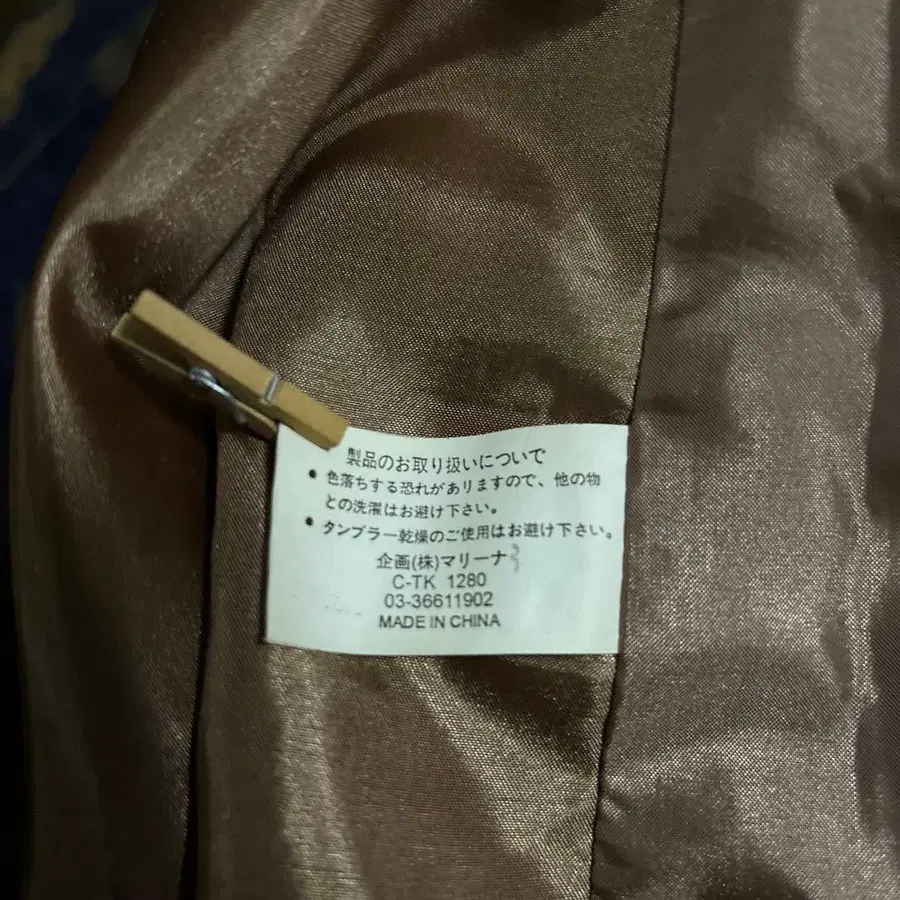 製品のお取り扱いについて
• 色落ちする恐れがありますので、他の物
との洗濯はお避け下さい。
• タンブラー乾燥のご使用はお避け下さい。
企画(株)マリーナ
C-TK 1280
03-36611902
MADE IN CHINA